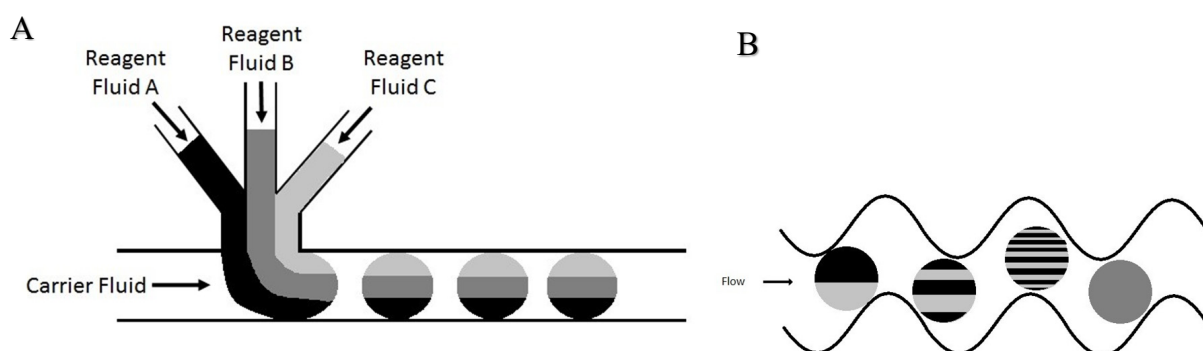 A
Reagent
Fluid A
Reagent
Fluid B
Reagent
Fluid C
Carrier Fluid
B
Flow